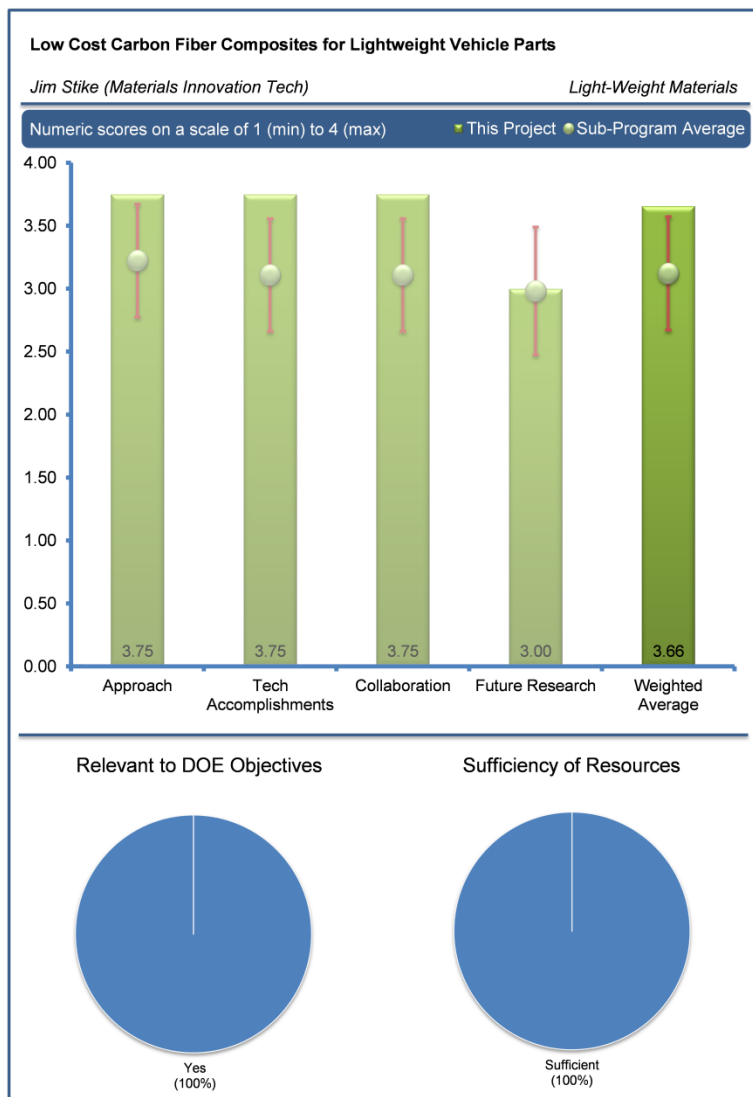 Low Cost Carbon Fiber Composites for Lightweight Vehicle Parts
Jim Stike (Materials Innovation Tech) Light-Weight Materials
Numeric scores on a scale of 1 (min) to 4 (max) This Project Sub-Program Average
4.00
3.50
3.00
2.50
2.00
1.50
1.00
0.50
0.00
3.75 3.75 3.75 3.00 3.66
Approach Tech Collaboration Future Research Weighted
Accomplishments Average
Relevant to DOE Objectives Sufficiency of Resources
Yes Sufficient
(100%) (100%)